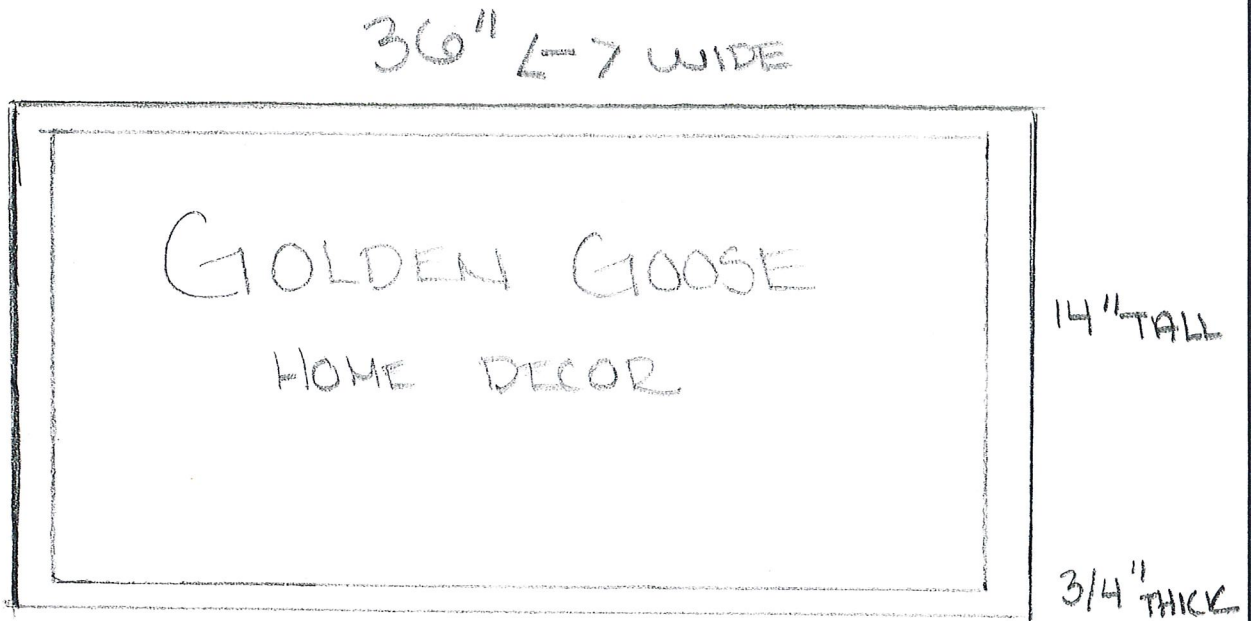 36" <-> WIDE
GOLDEN GOOSE
HOME DECOR
14" TALL
3/4" THICK